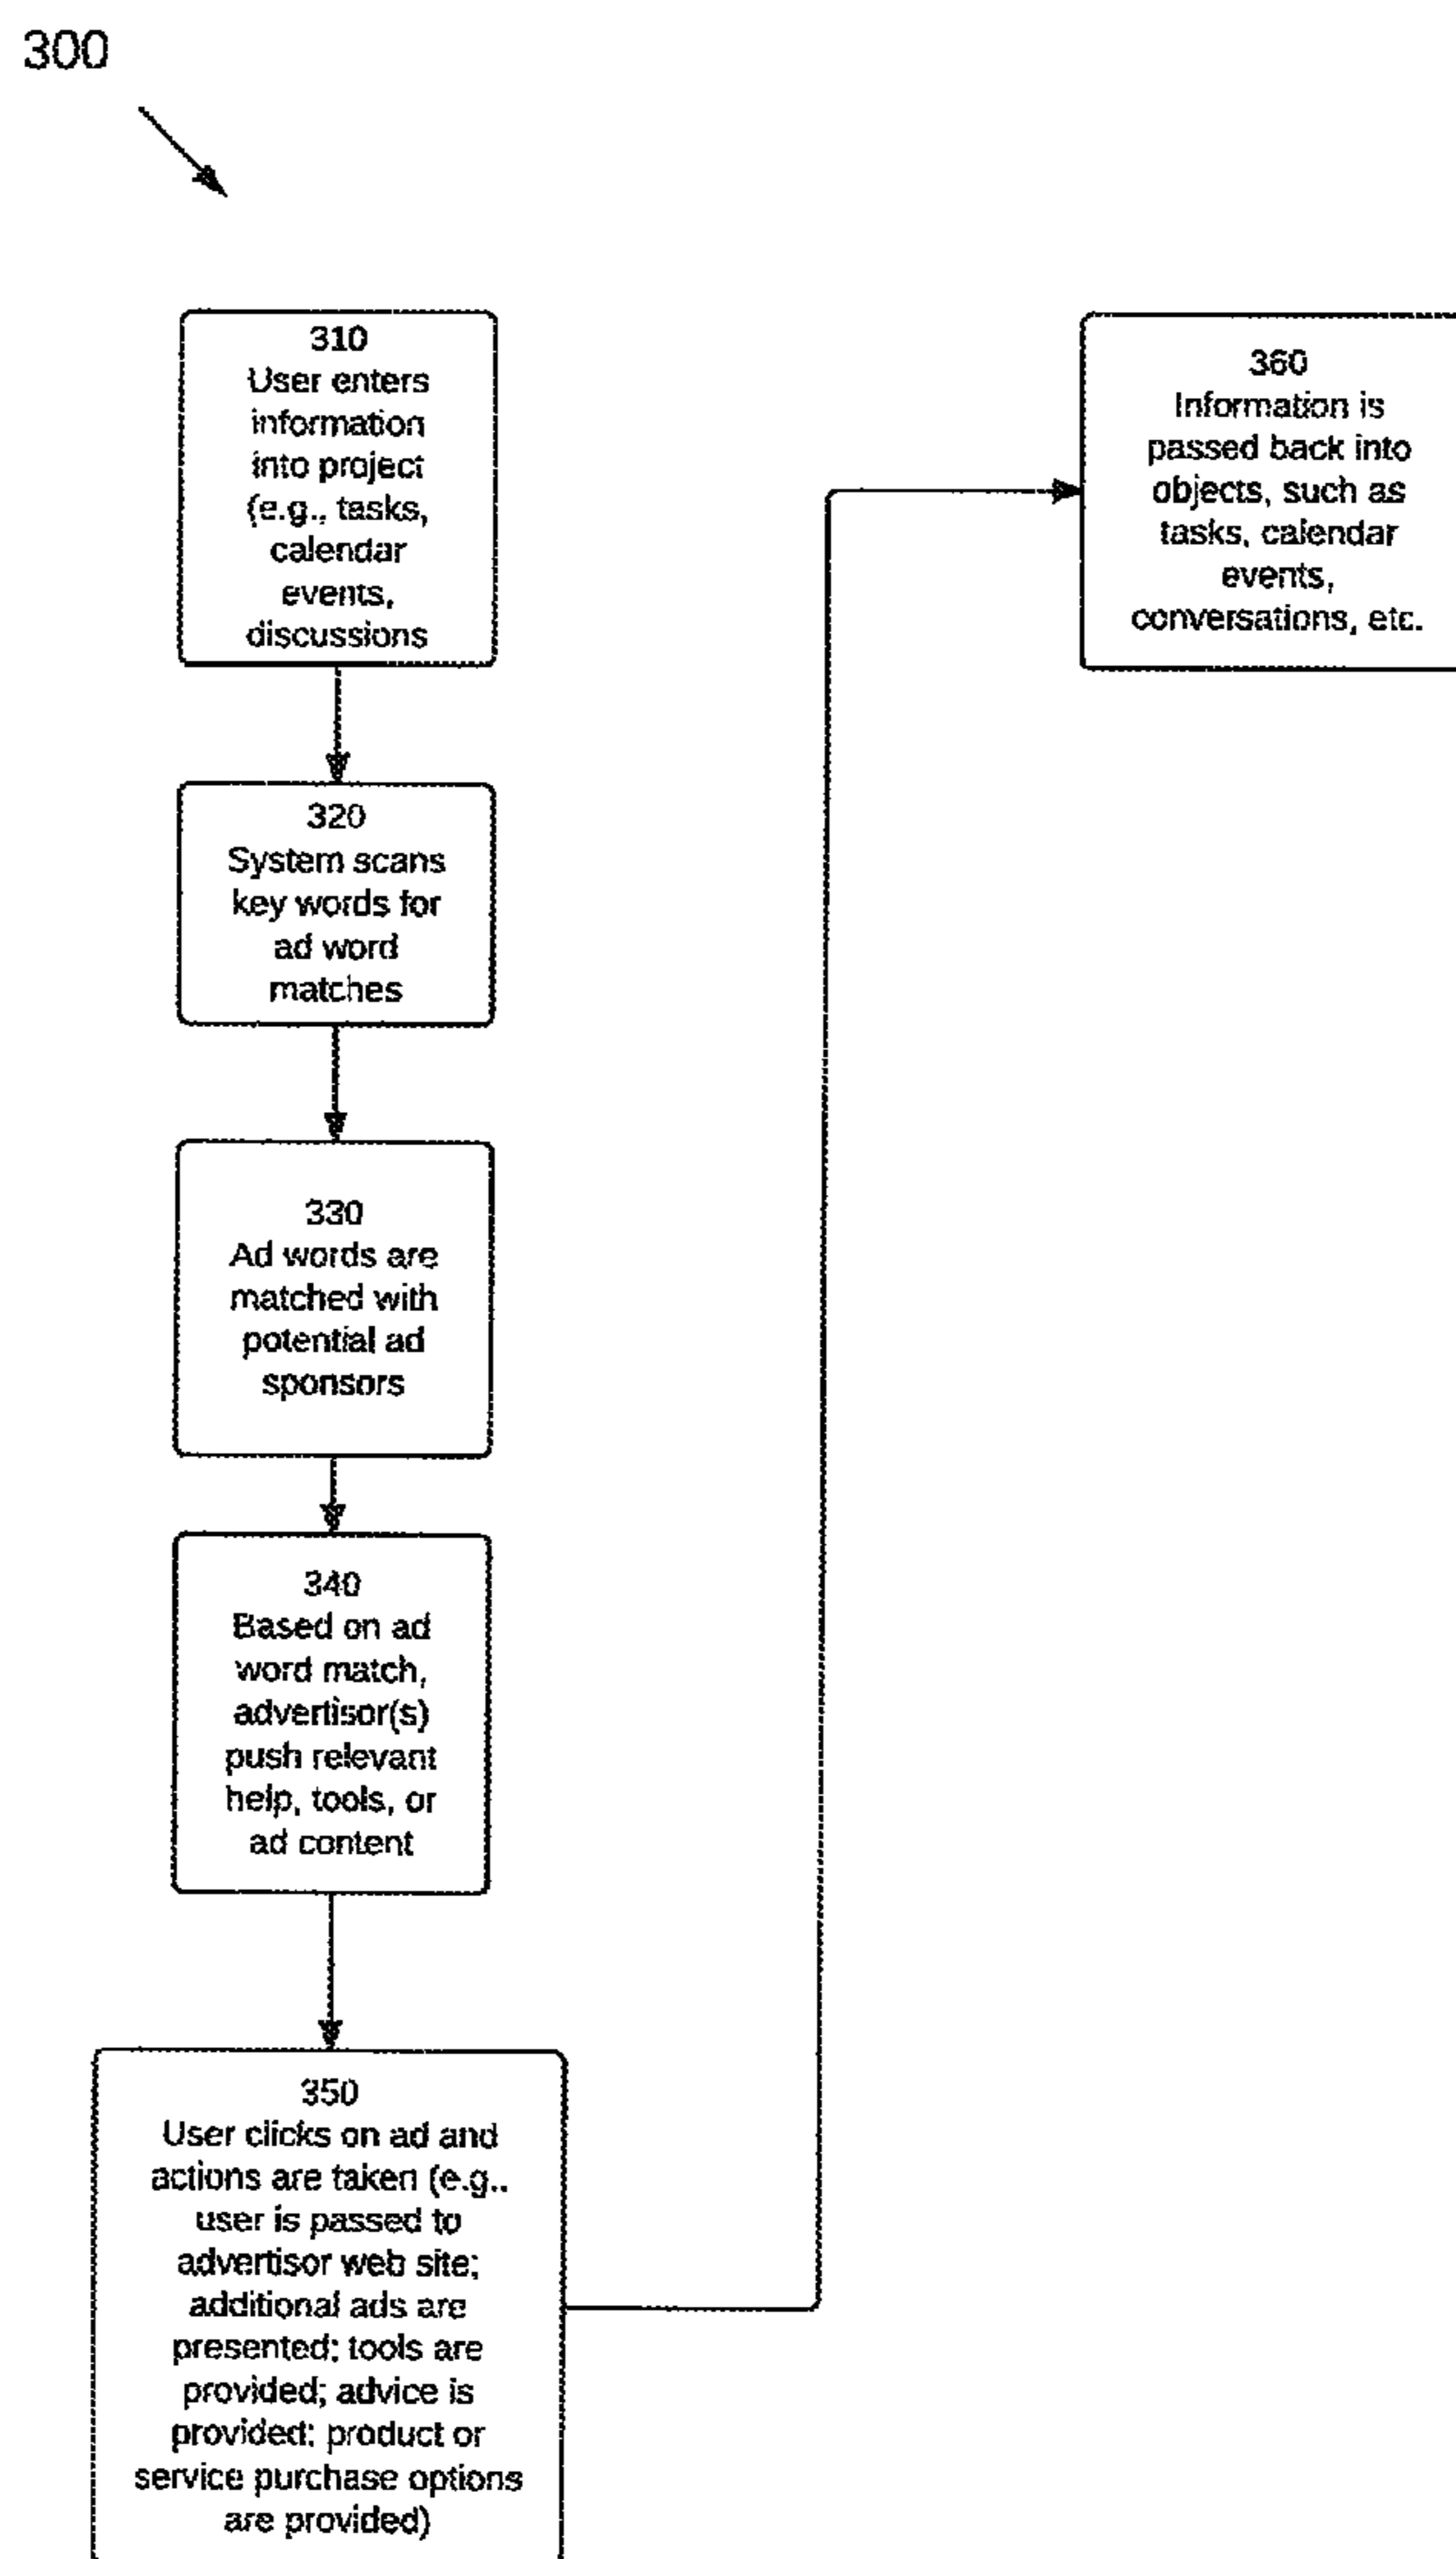 300
310
User enters
information
into project
(e.g., tasks,
calendar
events,
discussions
320
System scans
key words for
ad word
matches
330
Ad words are
matched with
potential ad
sponsors
340
Based on ad
word match,
advertisor(s)
push relevant
help, tools, or
ad content
350
User clicks on ad and
actions are taken (e.g.,
user is passed to
advertisor web site;
additional ads are
presented; tools are
provided; advice is
provided; product or
service purchase options
are provided)
360
Information is
passed back into
objects, such as
tasks, calendar
events,
conversations, etc.